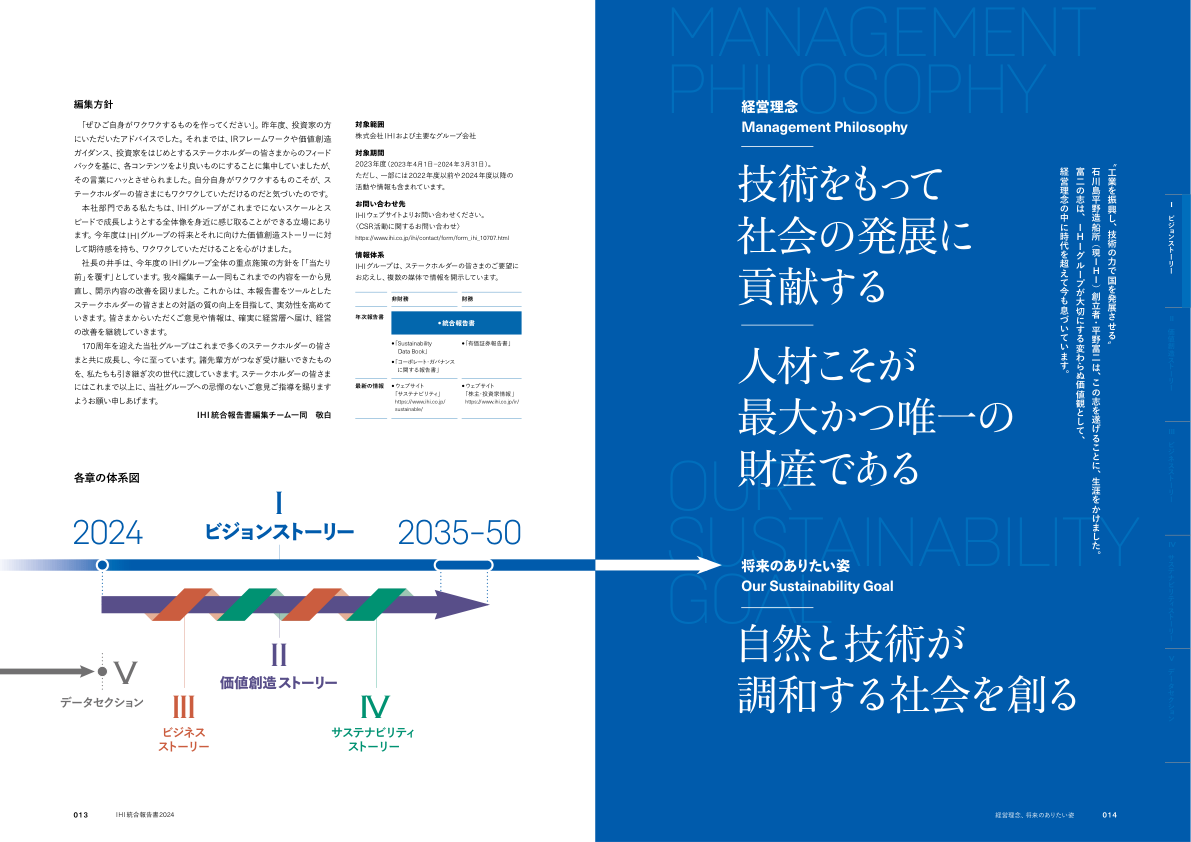 編集方針
「ぜひご自身がワクワクするものを作ってください」。昨年度、投資家の方
にいただいたアドバイスでした。それまでは、IRフレームワークや価値創造
ガイダンス、投資家をはじめとするステークホルダーの皆さまからのフィード
バックを基に、各コンテンツをより良いものにすることに集中していましたが、
その言葉にハッとさせられました。自分自身がワクワクするものこそが、ス
テークホルダーの皆さまにもワクワクしていただけるのだと気づいたのです。
本社部門である私たちは、IHIグループがこれまでにないスケールとス
ピードで成長しようとする全体像を身近に感じ取ることができる立場にあり
ます。今年度はIHIグループの将来とそれに向けた価値創造ストーリーに対
して期待感を持ち、ワクワクしていただけることを心がけました。
社長の井手は、今年度のIHIグループ全体の重点施策の方針を「「当たり
前」を覆す」としています。我々編集チーム一同もこれまでの内容を一から見
直し、開示内容の改善を図りました。これからは、本報告書をツールとした
ステークホルダーの皆さまとの対話の質の向上を目指して、実効性を高めて
いきます。皆さまからいただくご意見や情報は、確実に経営層へ届け、経営
の改善を継続していきます。
170周年を迎えた当社グループはこれまで多くのステークホルダーの皆さ
まと共に成長し、今に至っています。諸先輩方がつなぎ受け継いできたもの
を、私たちも引き継ぎ次の世代に渡していきます。ステークホルダーの皆さま
にはこれまで以上に、当社グループへの忌憚のないご意見ご指導を賜ります
ようお願い申しあげます。
IHI統合報告書編集チーム一同 敬白
対象範囲
株式会社IHIおよび主要なグループ会社
対象期間
2023年度（2023年4月1日~2024年3月31日）。
ただし、一部には2022年度以前や2024年度以降の
活動や情報も含まれています。
お問い合わせ先
IHIウェブサイトよりお問い合わせください。
（CSR活動に関するお問い合わせ）
https://www.ihi.co.jp/ihi/contact/form/form_ihi_10707.html
情報体系
IHIグループは、ステークホルダーの皆さまのご要望に
お応えし、複数の媒体で情報を開示しています。
非財務 財務
年次報告書
●統合報告書
●「Sustainability
Data Book」
●「コーポレート・ガバナンス
に関する報告書」
●「有価証券報告書」
最新の情報
●ウェブサイト
「サステナビリティ」
https://www.ihi.co.jp/
sustainable/
●ウェブサイト
「株主・投資家情報」
https://www.ihi.co.jp/ir/
各章の体系図
I
2024 ビジョンストーリー 2035-50
II
価値創造ストーリー
V
データセクション
III
ビジネス
ストーリー
IV
サステナビリティ
ストーリー
013 IHI統合報告書2024
MANAGEMENT
PHILOSOPHY
経営理念
Management Philosophy
技術をもって
社会の発展に
貢献する
人材こそが
最大かつ唯一の
財産である
“工業を振興し、技術の力で国を発展させる。”
石川島平野造船所（現IHI）創立者・平野富二は、この志を遂げることに、生涯をかけました。
富二の志は、IHIグループが大切にする変わらぬ価値観として、
経営理念の中に時代を超えて今も息づいています。
OUR
SUSTAINABILITY
GOAL
将来のありたい姿
Our Sustainability Goal
自然と技術が
調和する社会を創る
I ビジョンストーリー
経営理念、将来のありたい姿 014